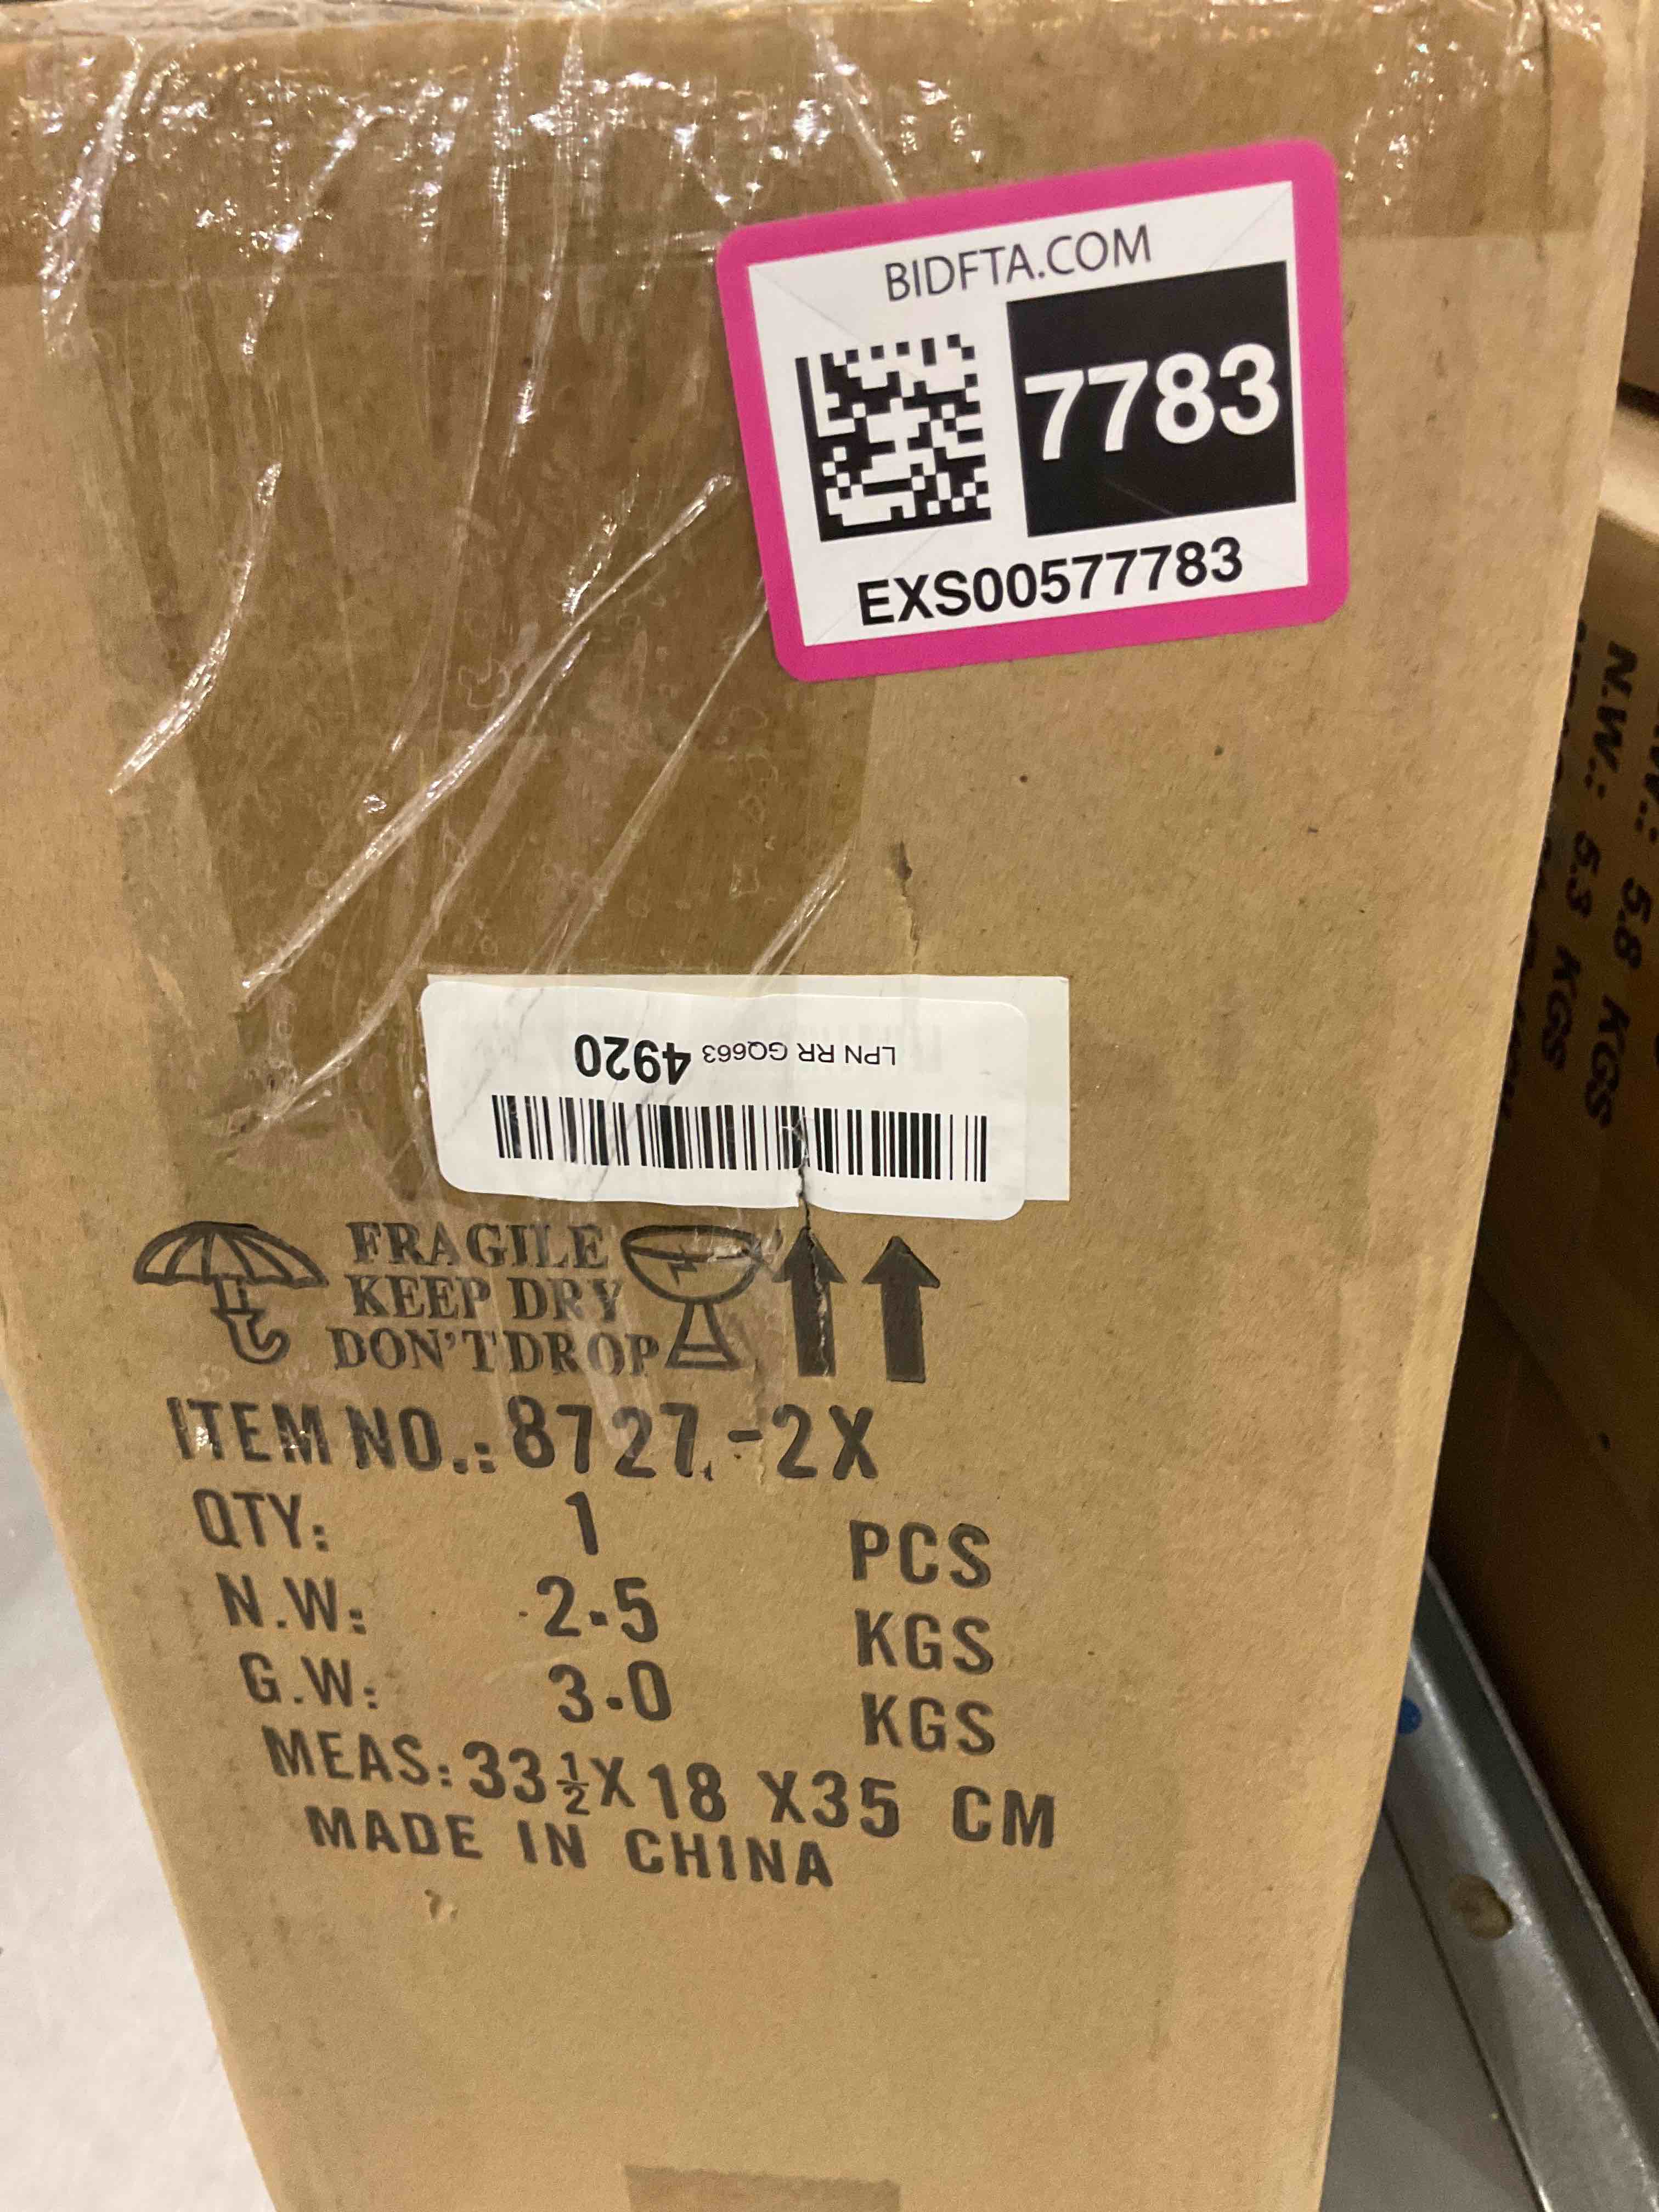 BIDFTA.COM
7783
EXS00577783
LPN RR GQ663 4920
FRAGILE
KEEP DRY
DON'T DROP
ITEM NO.: 8727.-2X
QTY: 1 PCS
N.W: 2.5 KGS
G.W: 3.0 KGS
MEAS: 33½X18 X35 CM
MADE IN CHINA
5.8 KGS
N.W.: 5.3 KGS